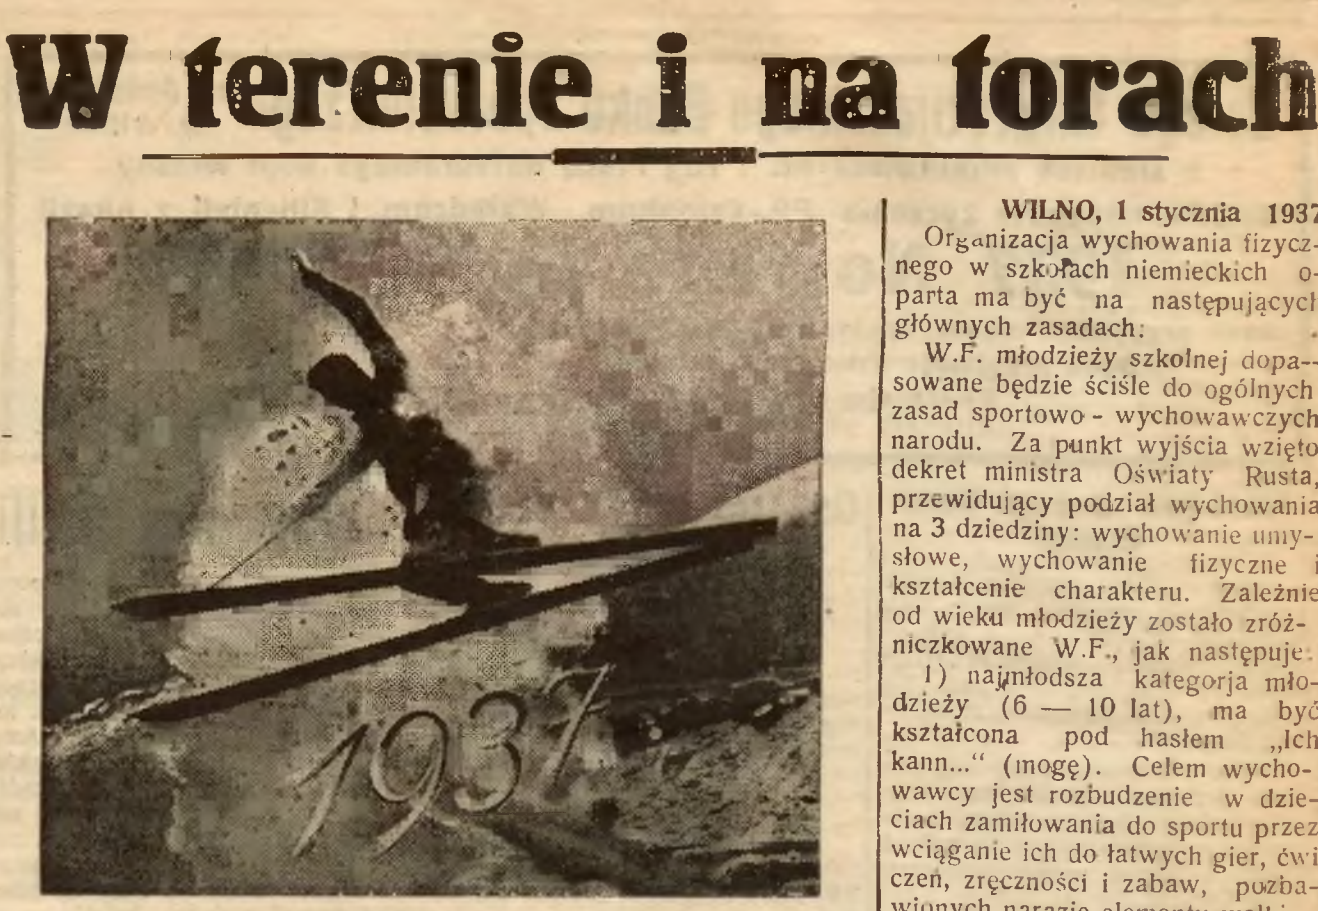 W terenie i na torach
1937
WILNO, 1 stycznia 1937
Organizacja wychowania fizycz-
nego w szkołach niemieckich o-
parta ma być na następujących
głównych zasadach:
W.F. młodzieży szkolnej dopa-
sowane będzie ściśle do ogólnych
zasad sportowo - wychowawczych
narodu. Za punkt wyjścia wzięto
dekret ministra Oświaty Rusta,
przewidujący podział wychowania
na 3 dziedziny: wychowanie umy-
słowe, wychowanie fizyczne i
kształcenie charakteru. Zależnie
od wieku młodzieży zostało zróż-
niczkowane W.F., jak następuje:
1) najmłodsza kategorja mło-
dzieży (6 — 10 lat), ma być
kształcona pod hasłem „Ich
kann...“ (mogę). Celem wycho-
wawcy jest rozbudzenie w dzie-
ciach zamiłowania do sportu przez
wciąganie ich do łatwych gier, ćwi
czeń, zręczności i zabaw, pozba-